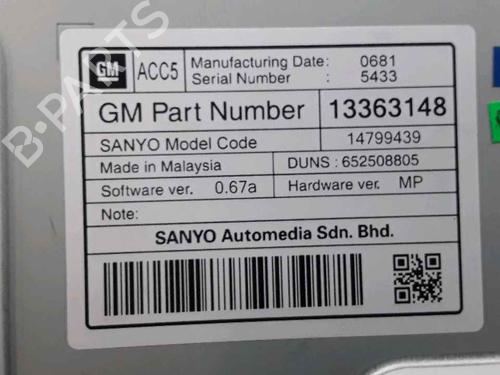 GM ACC5 Manufacturing Date: 0681
Serial Number : 5433
GM Part Number 13363148
SANYO Model Code 14799439
Made in Malaysia DUNS : 652508805
Software ver. 0.67a Hardware ver. MP
Note:
SANYO Automedia Sdn. Bhd.
B-PARTS